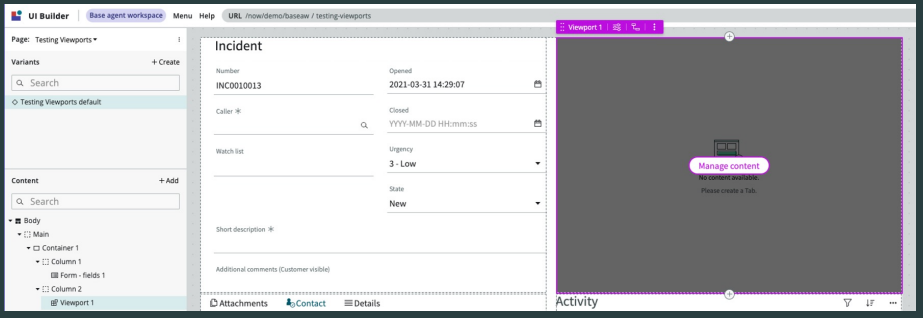 UI Builder Base agent workspace Menu Help URL /now/demo/baseaw / testing-viewports
Page: Testing Viewports
Variants + Create
Search
Testing Viewports default
Content + Add
Search
Body
Main
Container 1
Column 1
Form - fields 1
Column 2
Viewport 1
Incident
Number
INC0010013
Opened
2021-03-31 14:29:07
Caller *
Closed
YYYY-MM-DD HH:mm:ss
Watch list
Urgency
3 - Low
State
New
Short description *
Additional comments (Customer visible)
Attachments Contact Details
Viewport 1
Manage content
No content available.
Please create a Tab.
Activity